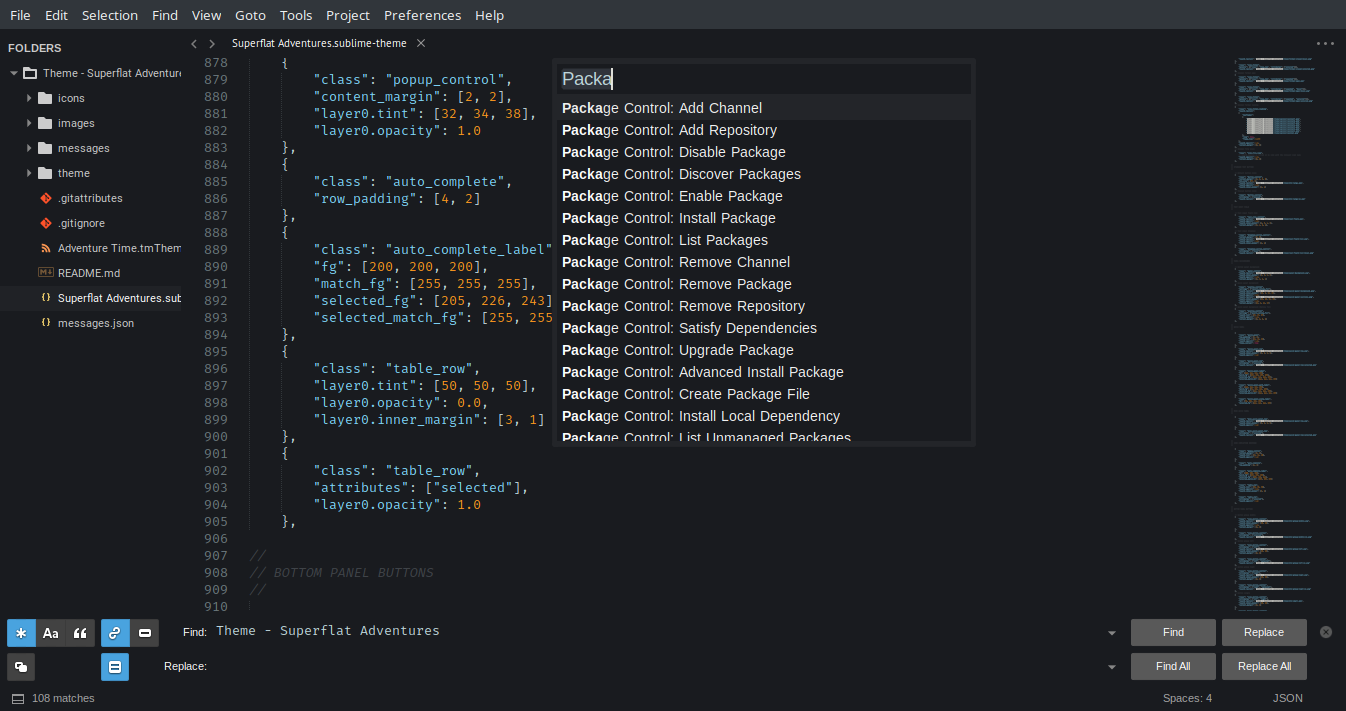 File Edit Selection Find View Goto Tools Project Preferences Help
FOLDERS
Theme - Superflat Adventure
icons
images
messages
theme
.gitattributes
.gitignore
Adventure Time.tmThem
README.md
Superflat Adventures.sub
messages.json
Superflat Adventures.sublime-theme
878 {
879 "class": "popup_control",
880 "content_margin": [2, 2],
881 "layer0.tint": [32, 34, 38],
882 "layer0.opacity": 1.0
883 },
884 {
885 "class": "auto_complete",
886 "row_padding": [4, 2]
887 },
888 {
889 "class": "auto_complete_label"
890 "fg": [200, 200, 200],
891 "match_fg": [255, 255, 255],
892 "selected_fg": [205, 226, 243]
893 "selected_match_fg": [255, 255
894 },
895 {
896 "class": "table_row",
897 "layer0.tint": [50, 50, 50],
898 "layer0.opacity": 0.0,
899 "layer0.inner_margin": [3, 1]
900 },
901 {
902 "class": "table_row",
903 "attributes": ["selected"],
904 "layer0.opacity": 1.0
905 },
906
907 //
908 // BOTTOM PANEL BUTTONS
909 //
910
Packa
Package Control: Add Channel
Package Control: Add Repository
Package Control: Disable Package
Package Control: Discover Packages
Package Control: Enable Package
Package Control: Install Package
Package Control: List Packages
Package Control: Remove Channel
Package Control: Remove Package
Package Control: Remove Repository
Package Control: Satisfy Dependencies
Package Control: Upgrade Package
Package Control: Advanced Install Package
Package Control: Create Package File
Package Control: Install Local Dependency
Package Control: List Unmanaged Packages
Aa Find: Theme - Superflat Adventures Find Replace
Replace: Find All Replace All
108 matches Spaces: 4 JSON